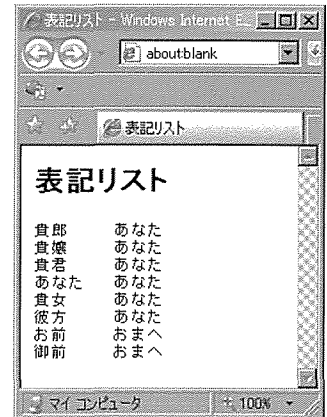 表記リスト - Windows Internet E...
about:blank
表記リスト
表記リスト
貴郎 あなた
貴嬢 あなた
貴君 あなた
あなた あなた
貴女 あなた
彼方 あなた
お前 おまへ
御前 おまへ
マイ コンピュータ 100%